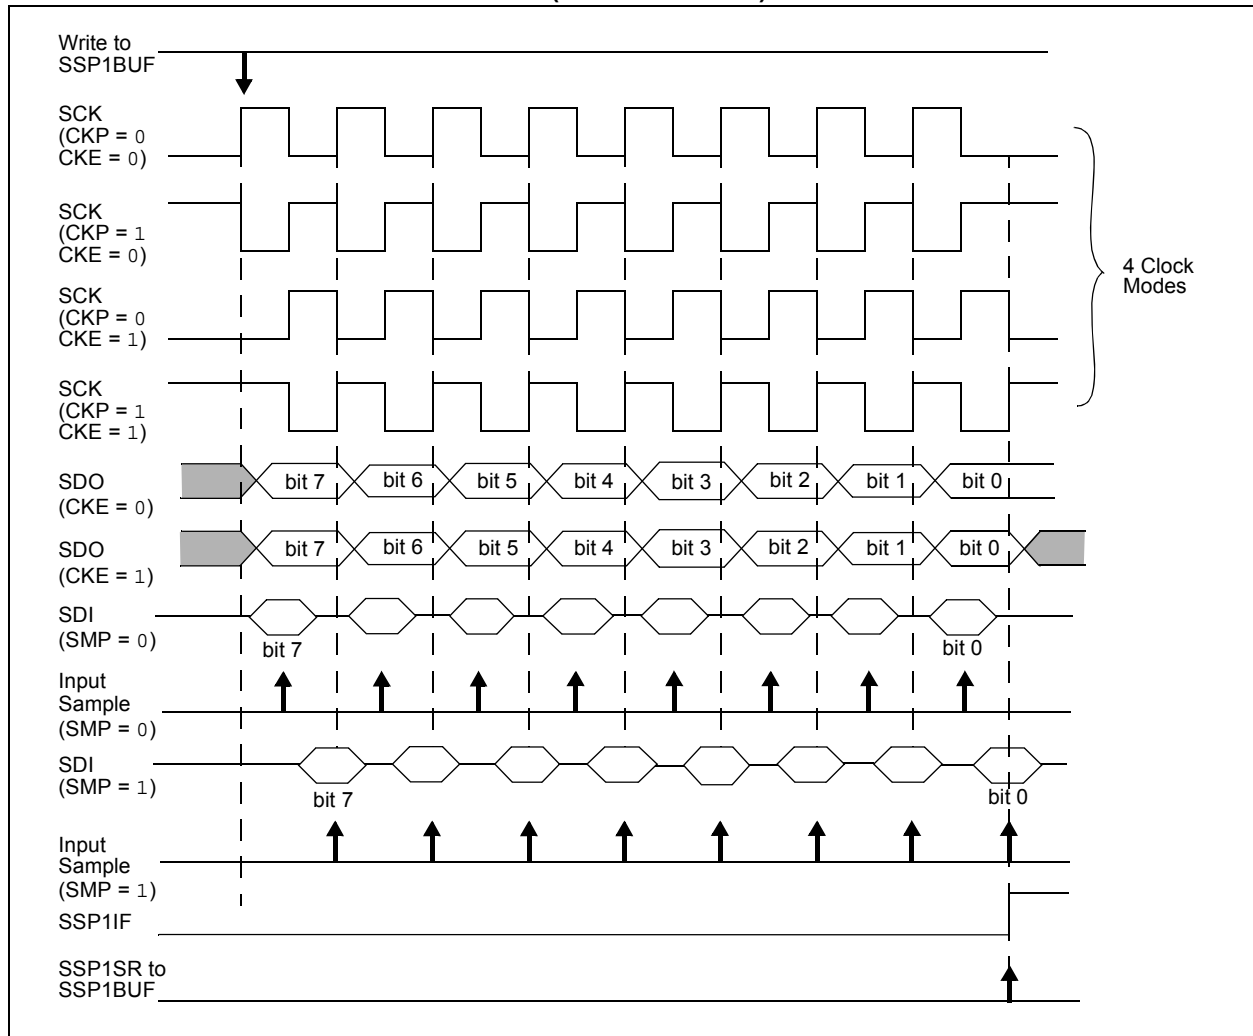 Write to
SSP1BUF
SCK
(CKP = 0
CKE = 0)
SCK
(CKP = 1
CKE = 0)
4 Clock
Modes
SCK
(CKP = 0
CKE = 1)
SCK
(CKP = 1
CKE = 1)
SDO
(CKE = 0)
bit 7 bit 6 bit 5 bit 4 bit 3 bit 2 bit 1 bit 0
SDO
(CKE = 1)
bit 7 bit 6 bit 5 bit 4 bit 3 bit 2 bit 1 bit 0
SDI
(SMP = 0)
bit 7 bit 0
Input
Sample
(SMP = 0)
SDI
(SMP = 1)
bit 7 bit 0
Input
Sample
(SMP = 1)
SSP1IF
SSP1SR to
SSP1BUF